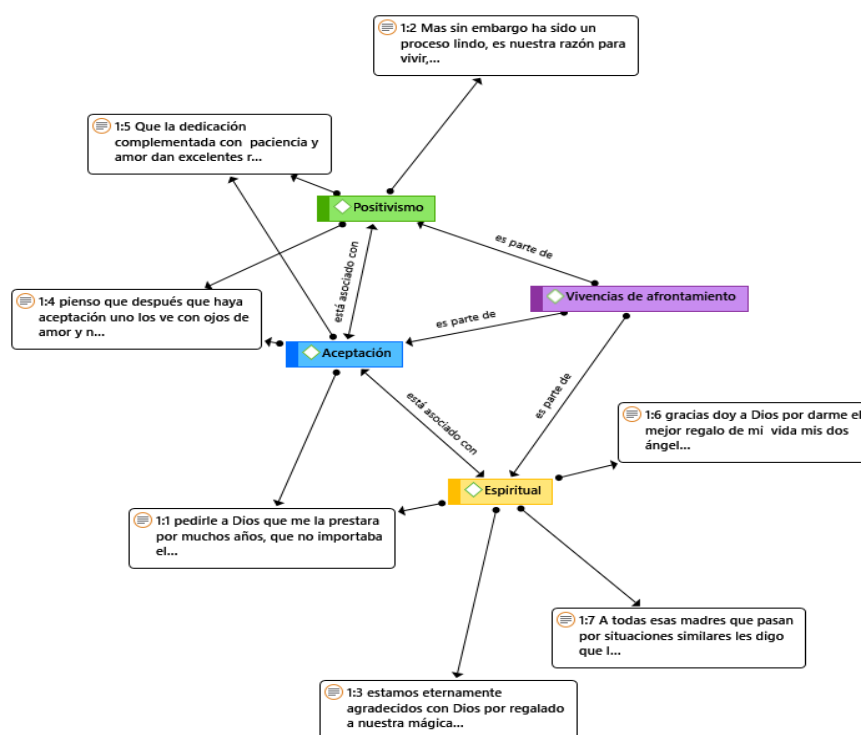 1:2 Mas sin embargo ha sido un
proceso lindo, es nuestra razón para
vivir,...
1:5 Que la dedicación
complementada con paciencia y
amor dan excelentes r...
Positivismo
es parte de
está asociado con
1:4 pienso que después que haya
aceptación uno los ve con ojos de
amor y n...
Vivencias de afrontamiento
es parte de
Aceptación
es parte de
está asociado con
1:6 gracias doy a Dios por darme el
mejor regalo de mi vida mis dos
ángel...
Espiritual
1:1 pedirle a Dios que me la prestara
por muchos años, que no importaba
el...
1:7 A todas esas madres que pasan
por situaciones similares les digo
que l...
1:3 estamos eternamente
agradecidos con Dios por regalado
a nuestra mágica...